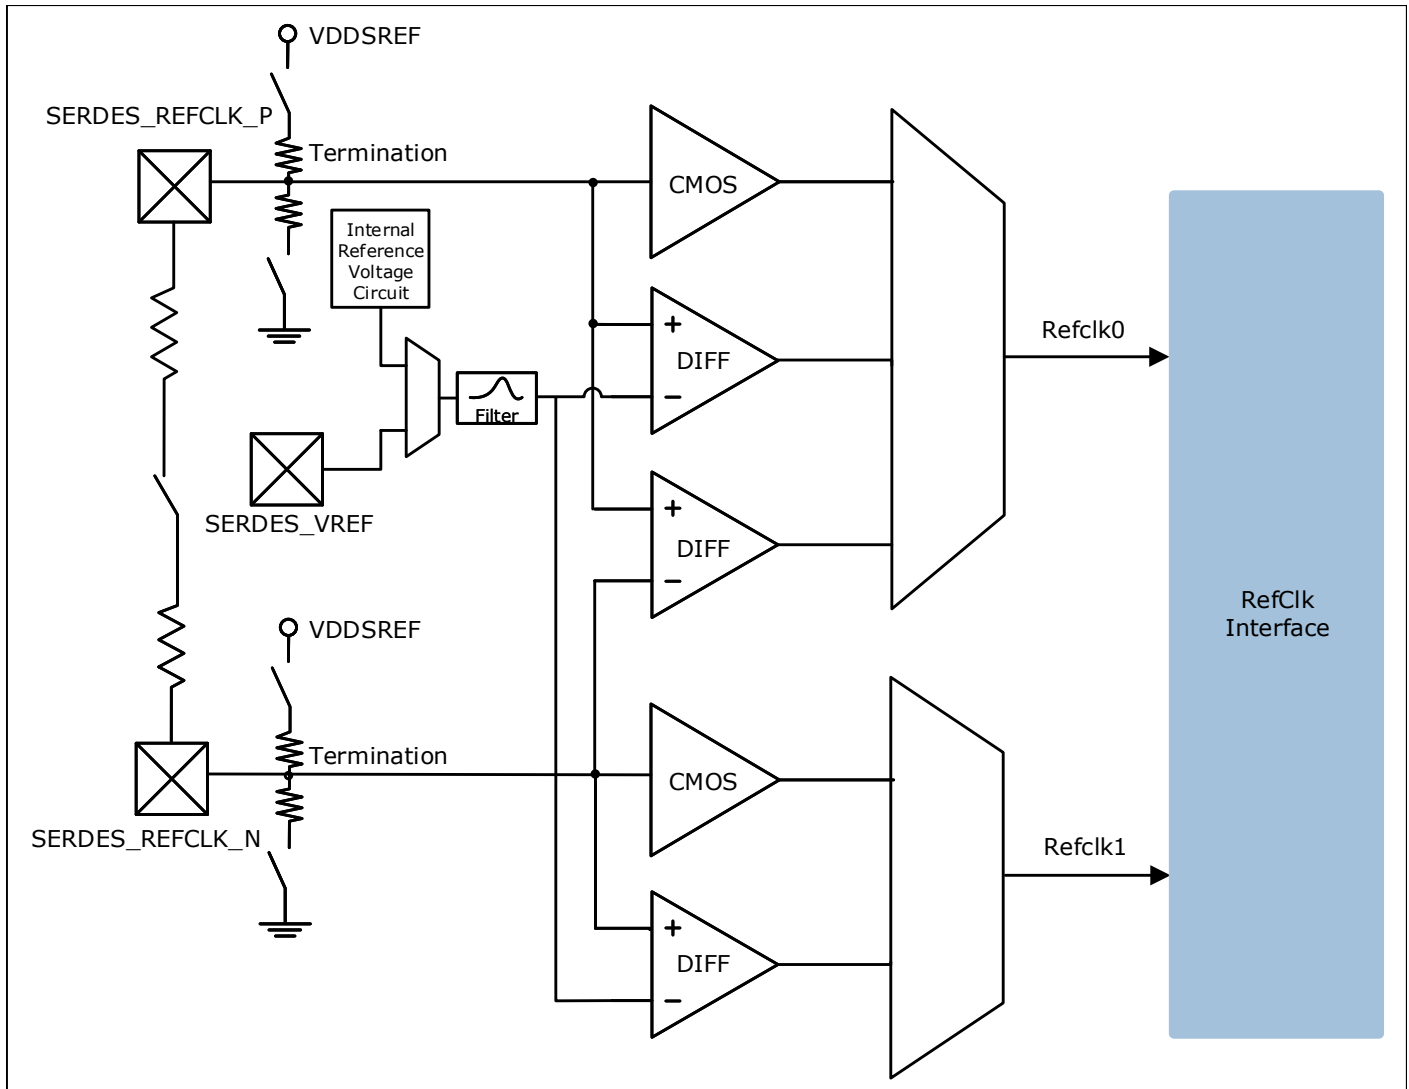 VDDSREF
SERDES_REFCLK_P
Termination
CMOS
Internal
Reference
Voltage
Circuit
+
DIFF
−
Refclk0
Filter
SERDES_VREF
+
DIFF
−
RefClk
Interface
VDDSREF
Termination
CMOS
SERDES_REFCLK_N
Refclk1
+
DIFF
−